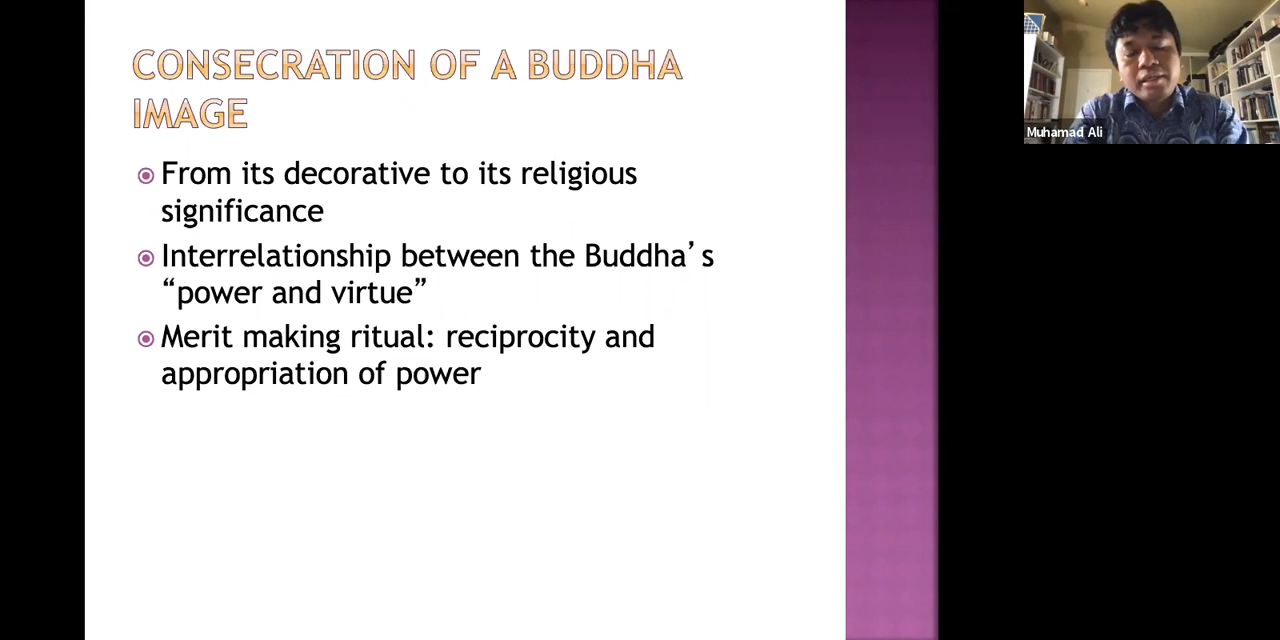 CONSECRATION OF A BUDDHA
IMAGE
From its decorative to its religious
significance
Interrelationship between the Buddha’s
“power and virtue”
Merit making ritual: reciprocity and
appropriation of power
Muhamad Ali